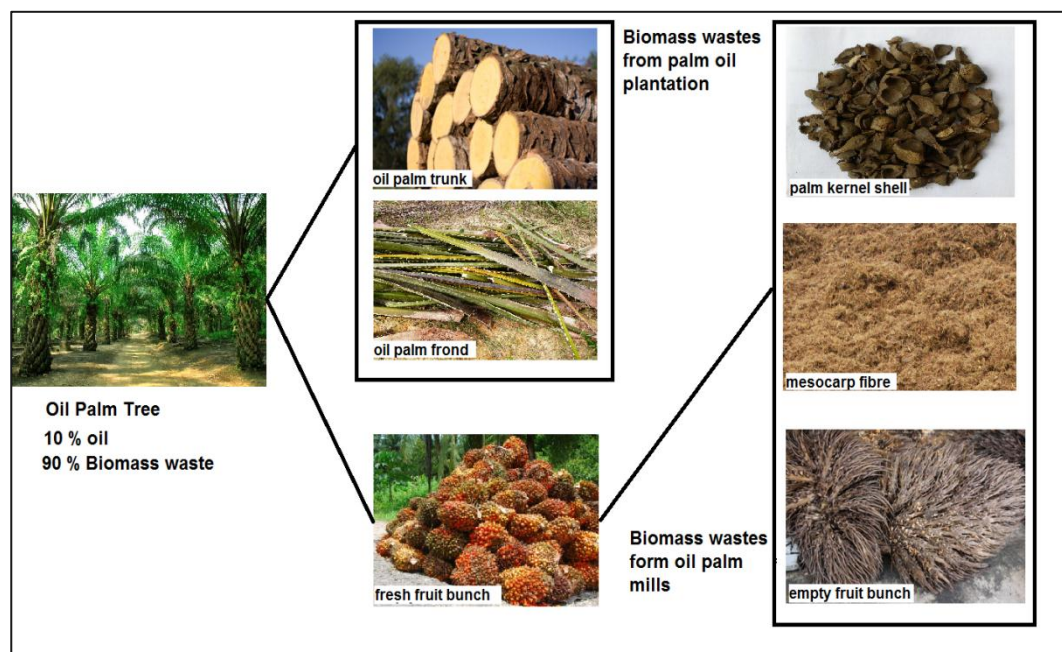 Oil Palm Tree
10 % oil
90 % Biomass waste
oil palm trunk
oil palm frond
fresh fruit bunch
Biomass wastes
from palm oil
plantation
Biomass wastes
form oil palm
mills
palm kernel shell
mesocarp fibre
empty fruit bunch